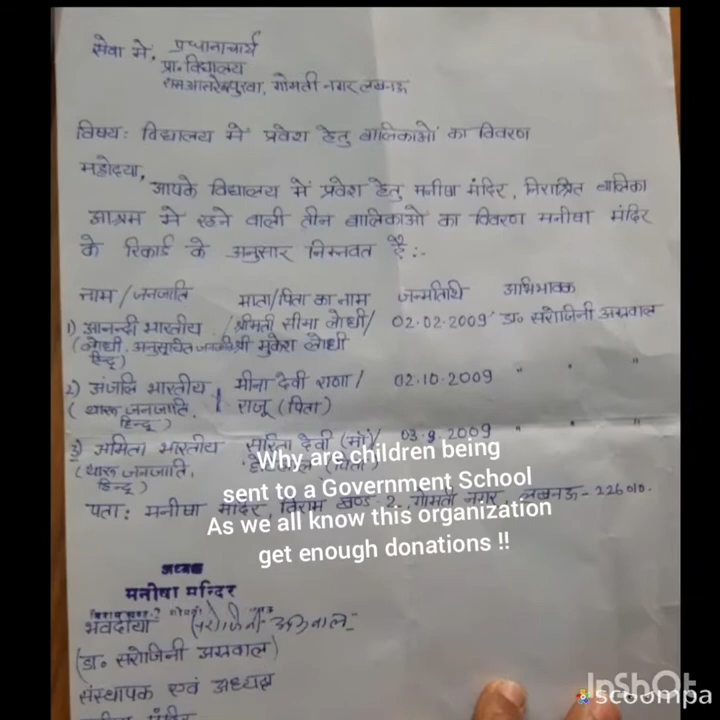 सेवा में, प्रधानाचार्य
प्रा. विद्यालय
गोमती नगर, लखनऊ
विषय: विद्यालय में प्रवेश हेतु बालिकाओं का विवरण
महोदया,
आपके विद्यालय में प्रवेश हेतु मनीषा मंदिर, निराश्रित बालिका
आश्रम में रहने वाली तीन बालिकाओं का विवरण मनीषा मंदिर
के रिकार्ड के अनुसार निम्नवत है :-
नाम / जनजाति माता/पिता का नाम जन्मतिथि अभिभावक
1) आनन्दी भारतीय / श्रीमती सीमा लोधी / 02.02.2009 डा० सरोजिनी अग्रवाल
(लोधी, अनुसूचित श्री मुकेश लोधी
हिन्दू)
2) अंजलि भारतीय मीना देवी राणा / 02.10.2009 " "
(थारू जनजाति, राजू (पिता)
हिन्दू)
3) अमिता भारतीय सरिता देवी (माँ)/ 03.9.2009 " "
(थारू जनजाति, (पिता)
हिन्दू)
पता: मनीषा मंदिर, विराम खण्ड-2, गोमती नगर, लखनऊ-226010.
Why are children being
sent to a Government School
As we all know this organization
get enough donations !!
अध्यक्ष
मनीषा मन्दिर
भवदीया
(डा० सरोजिनी अग्रवाल)
संस्थापक एवं अध्यक्ष
मनीषा मंदिर
InShOt
scoompa